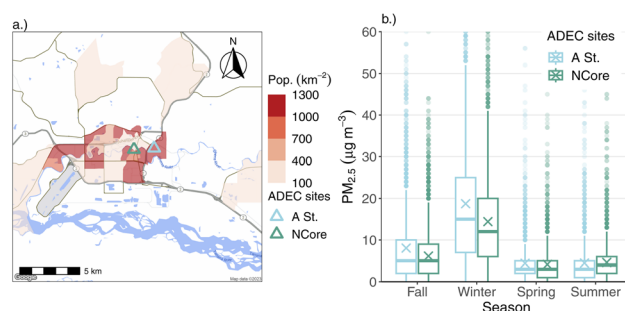 a.)
N
Pop. (km⁻²)
1300
1000
700
400
100
ADEC sites
A St.
NCore
5 km
Google
Map data ©2023
b.)
ADEC sites
A St.
NCore
PM₂.₅ (µg m⁻³)
60
50
40
30
20
10
0
Fall Winter Spring Summer
Season